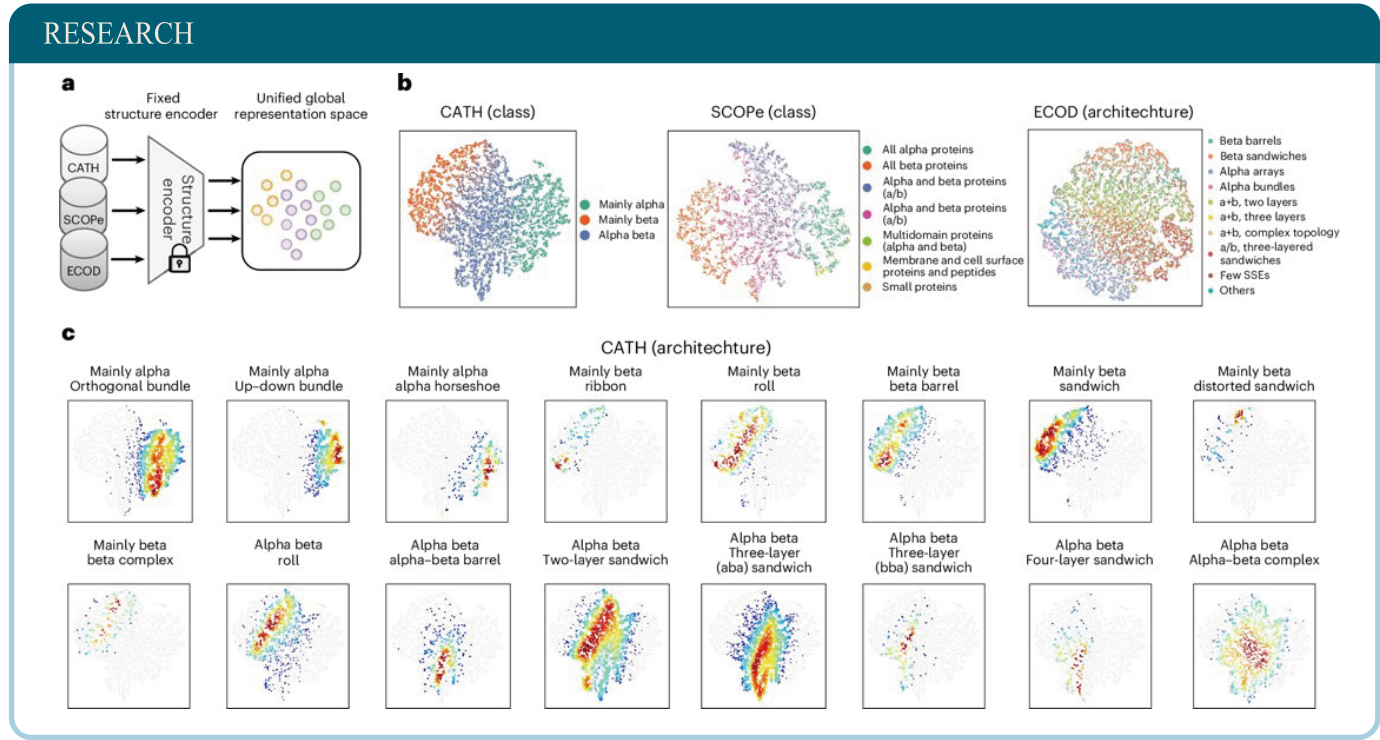 RESEARCH
a
Fixed
structure encoder
Unified global
representation space
CATH
SCOPe
ECOD
Structure
encoder
b
CATH (class)
Mainly alpha
Mainly beta
Alpha beta
SCOPe (class)
All alpha proteins
All beta proteins
Alpha and beta proteins
(a/b)
Alpha and beta proteins
(a/b)
Multidomain proteins
(alpha and beta)
Membrane and cell surface
proteins and peptides
Small proteins
ECOD (architechture)
Beta barrels
Beta sandwiches
Alpha arrays
Alpha bundles
a+b, two layers
a+b, three layers
a+b, complex topology
a/b, three-layered
sandwiches
Few SSEs
Others
c
CATH (architechture)
Mainly alpha
Orthogonal bundle
Mainly alpha
Up–down bundle
Mainly alpha
alpha horseshoe
Mainly beta
ribbon
Mainly beta
roll
Mainly beta
beta barrel
Mainly beta
sandwich
Mainly beta
distorted sandwich
Mainly beta
beta complex
Alpha beta
roll
Alpha beta
alpha–beta barrel
Alpha beta
Two-layer sandwich
Alpha beta
Three-layer
(aba) sandwich
Alpha beta
Three-layer
(bba) sandwich
Alpha beta
Four-layer sandwich
Alpha beta
Alpha–beta complex